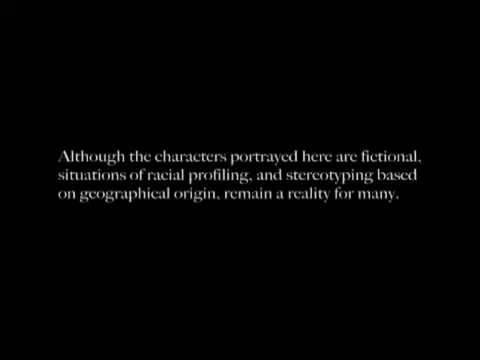 Although the characters portrayed here are fictional,
situations of racial profiling, and stereotyping based
on geographical origin, remain a reality for many.